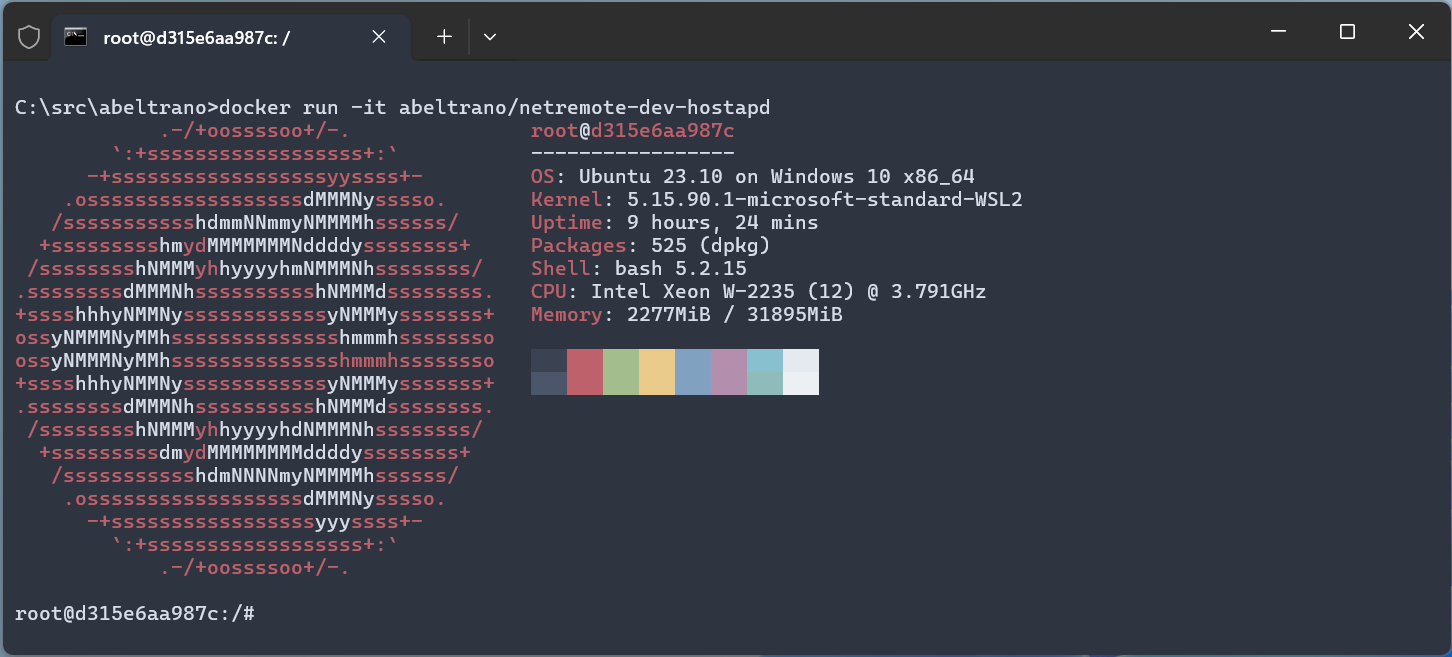 root@d315e6aa987c: /
C:\src\abeltrano>docker run -it abeltrano/netremote-dev-hostapd
            .-/+oossssoo+/-.               root@d315e6aa987c
        `:+ssssssssssssssssss+:`           -----------------
      -+ssssssssssssssssssyyssss+-         OS: Ubuntu 23.10 on Windows 10 x86_64
    .ossssssssssssssssssdMMMNysssso.       Kernel: 5.15.90.1-microsoft-standard-WSL2
   /ssssssssssshdmmNNmmyNMMMMhssssss/      Uptime: 9 hours, 24 mins
  +ssssssssshmydMMMMMMMNddddyssssssss+     Packages: 525 (dpkg)
 /sssssssshNMMMyhhyyyyhmNMMMNhssssssss/    Shell: bash 5.2.15
.ssssssssdMMMNhsssssssssshNMMMdssssssss.   CPU: Intel Xeon W-2235 (12) @ 3.791GHz
+sssshhhyNMMNyssssssssssssyNMMMysssssss+   Memory: 2277MiB / 31895MiB
ossyNMMMNyMMhsssssssssssssshmmmhssssssso
ossyNMMMNyMMhsssssssssssssshmmmhssssssso
+sssshhhyNMMNyssssssssssssyNMMMysssssss+
.ssssssssdMMMNhsssssssssshNMMMdssssssss.
 /sssssssshNMMMyhhyyyyhdNMMMNhssssssss/
  +sssssssssdmydMMMMMMMMddddyssssssss+
   /ssssssssssshdmNNNNmyNMMMMhssssss/
    .ossssssssssssssssssdMMMNysssso.
      -+sssssssssssssssssyyyssss+-
        `:+ssssssssssssssssss+:`
            .-/+oossssoo+/-.
root@d315e6aa987c:/#